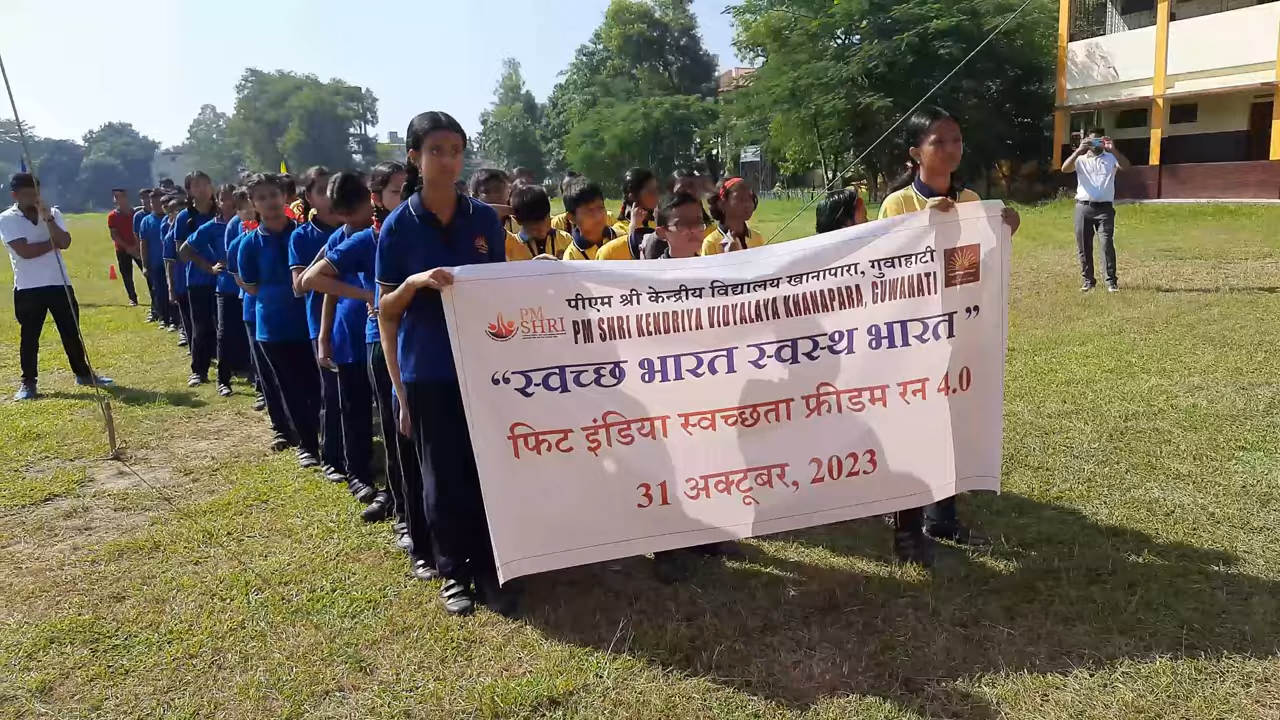 पीएम श्री केन्द्रीय विद्यालय खानापारा, गुवाहाटी
PM SHRI
PM SHRI KENDRIYA VIDYALAYA KHANAPARA, GUWAHATI
“स्वच्छ भारत स्वस्थ भारत”
फिट इंडिया स्वच्छता फ्रीडम रन 4.0
31 अक्टूबर, 2023